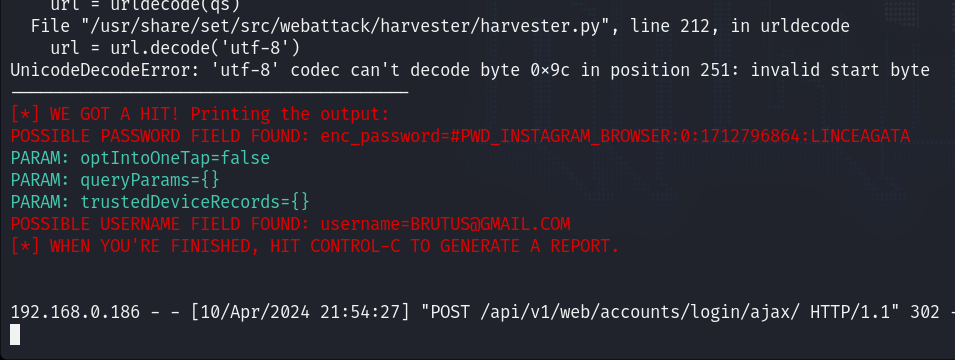 url = urldecode(qs)
File "/usr/share/set/src/webattack/harvester/harvester.py", line 212, in urldecode
url = url.decode('utf-8')
UnicodeDecodeError: 'utf-8' codec can't decode byte 0×9c in position 251: invalid start byte
----------------------------------------
[*] WE GOT A HIT! Printing the output:
POSSIBLE PASSWORD FIELD FOUND: enc_password=#PWD_INSTAGRAM_BROWSER:0:1712796864:LINCEAGATA
PARAM: optIntoOneTap=false
PARAM: queryParams={}
PARAM: trustedDeviceRecords={}
POSSIBLE USERNAME FIELD FOUND: username=BRUTUS@GMAIL.COM
[*] WHEN YOU'RE FINISHED, HIT CONTROL-C TO GENERATE A REPORT.
192.168.0.186 - - [10/Apr/2024 21:54:27] "POST /api/v1/web/accounts/login/ajax/ HTTP/1.1" 302 -